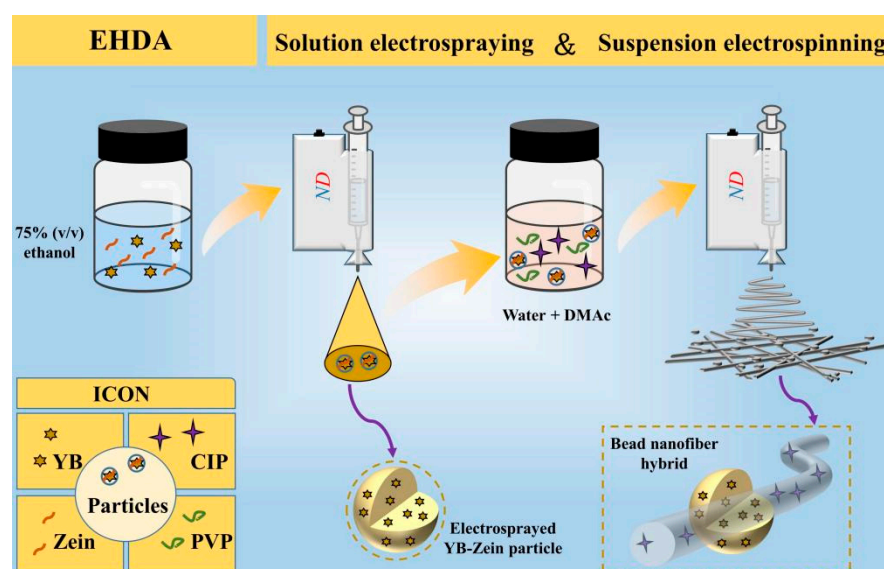 EHDA
Solution electrospraying & Suspension electrospinning
75% (v/v)
ethanol
ND
Water + DMAc
ND
ICON
YB
CIP
Particles
Zein
PVP
Electrosprayed
YB-Zein particle
Bead nanofiber
hybrid